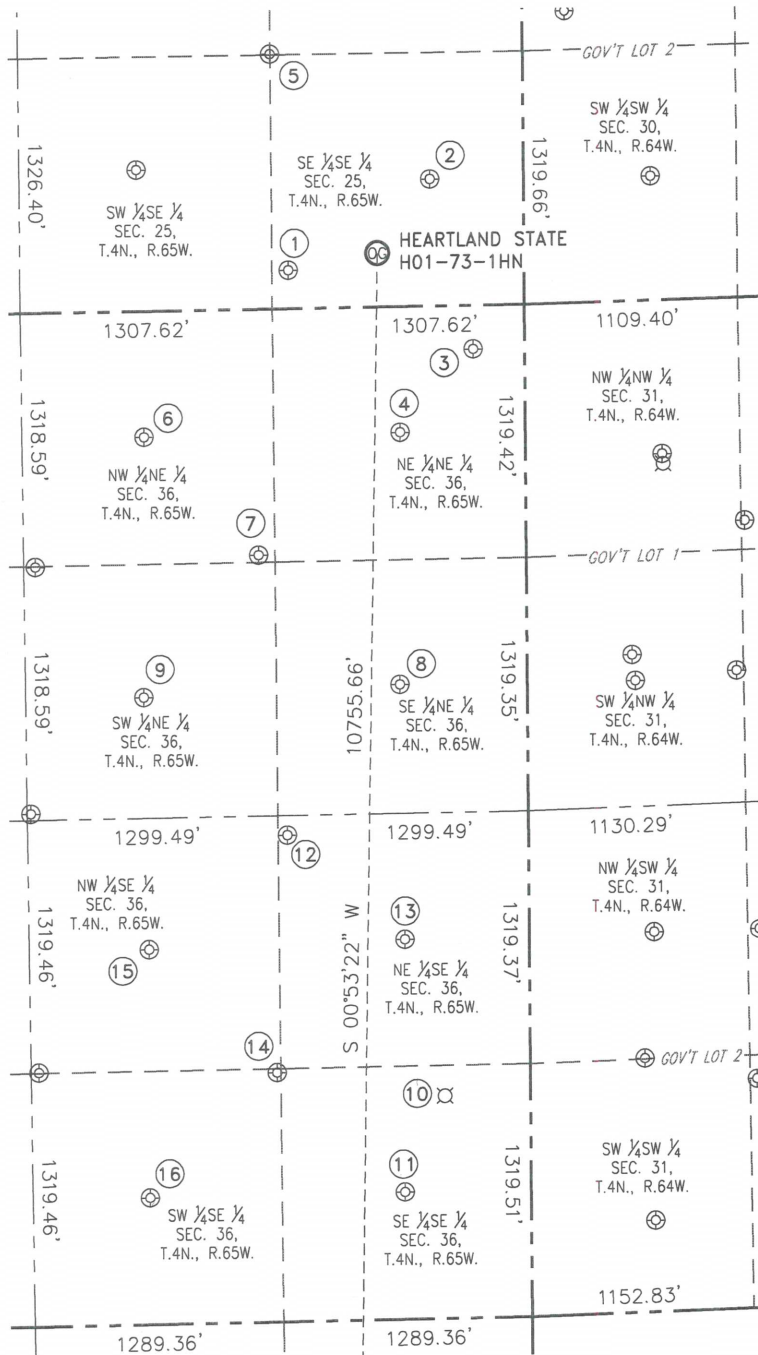 GOV'T LOT 2
5
SW ¼SW ¼
SEC. 30,
T.4N., R.64W.
1326.40'
SE ¼SE ¼
SEC. 25,
T.4N., R.65W.
2
1319.66'
SW ¼SE ¼
SEC. 25,
T.4N., R.65W.
1
OG
HEARTLAND STATE
H01-73-1HN
1307.62'
1307.62'
1109.40'
3
NW ¼NW ¼
SEC. 31,
T.4N., R.64W.
6
4
1318.59'
1319.42'
NW ¼NE ¼
SEC. 36,
T.4N., R.65W.
NE ¼NE ¼
SEC. 36,
T.4N., R.65W.
7
GOV'T LOT 1
9
8
1318.59'
10755.66'
1319.35'
SW ¼NE ¼
SEC. 36,
T.4N., R.65W.
SE ¼NE ¼
SEC. 36,
T.4N., R.65W.
SW ¼NW ¼
SEC. 31,
T.4N., R.64W.
1299.49'
12
1299.49'
1130.29'
NW ¼SE ¼
SEC. 36,
T.4N., R.65W.
NW ¼SW ¼
SEC. 31,
T.4N., R.64W.
13
1319.46'
15
S 00°53'22" W
NE ¼SE ¼
SEC. 36,
T.4N., R.65W.
1319.37'
14
GOV'T LOT 2
10
11
16
1319.46'
SW ¼SE ¼
SEC. 36,
T.4N., R.65W.
SE ¼SE ¼
SEC. 36,
T.4N., R.65W.
1319.51'
SW ¼SW ¼
SEC. 31,
T.4N., R.64W.
1289.36'
1289.36'
1152.83'